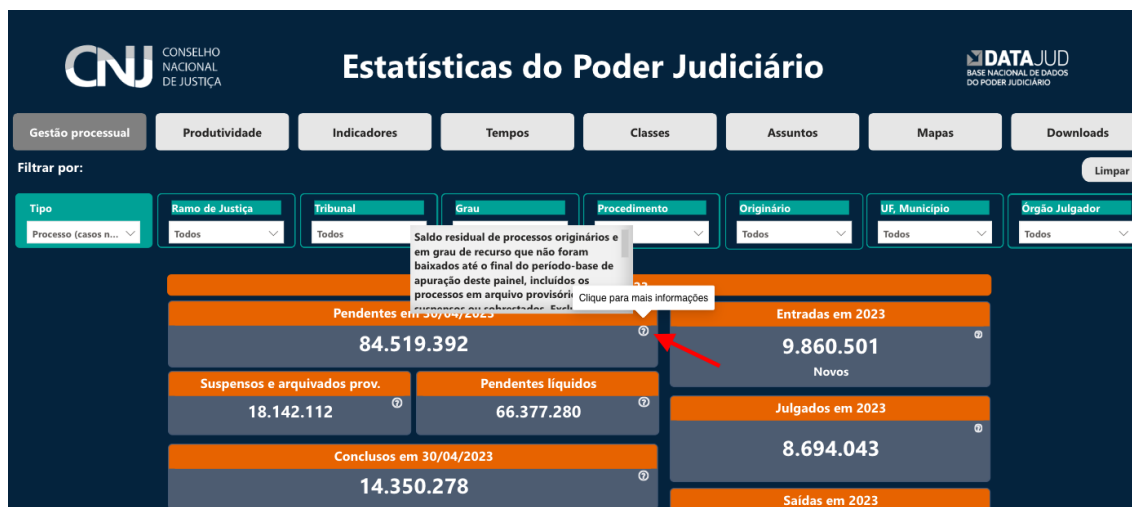 CNJ
CONSELHO
NACIONAL
DE JUSTIÇA
Estatísticas do Poder Judiciário
DATAJUD
BASE NACIONAL DE DADOS
DO PODER JUDICIÁRIO
Gestão processual
Produtividade
Indicadores
Tempos
Classes
Assuntos
Mapas
Downloads
Filtrar por:
Limpar
Tipo
Processo (casos n...
Ramo de Justiça
Todos
Tribunal
Todos
Grau
Procedimento
Originário
Todos
UF, Município
Todos
Órgão Julgador
Todos
Saldo residual de processos originários e
em grau de recurso que não foram
baixados até o final do período-base de
apuração deste painel, incluídos os
processos em arquivo
suspensos ou sobrestados.
Clique para mais informações
Pendentes em 30/04/2023
84.519.392
Suspensos e arquivados prov.
18.142.112
Pendentes líquidos
66.377.280
Conclusos em 30/04/2023
14.350.278
Entradas em 2023
9.860.501
Novos
Julgados em 2023
8.694.043
Saídas em 2023